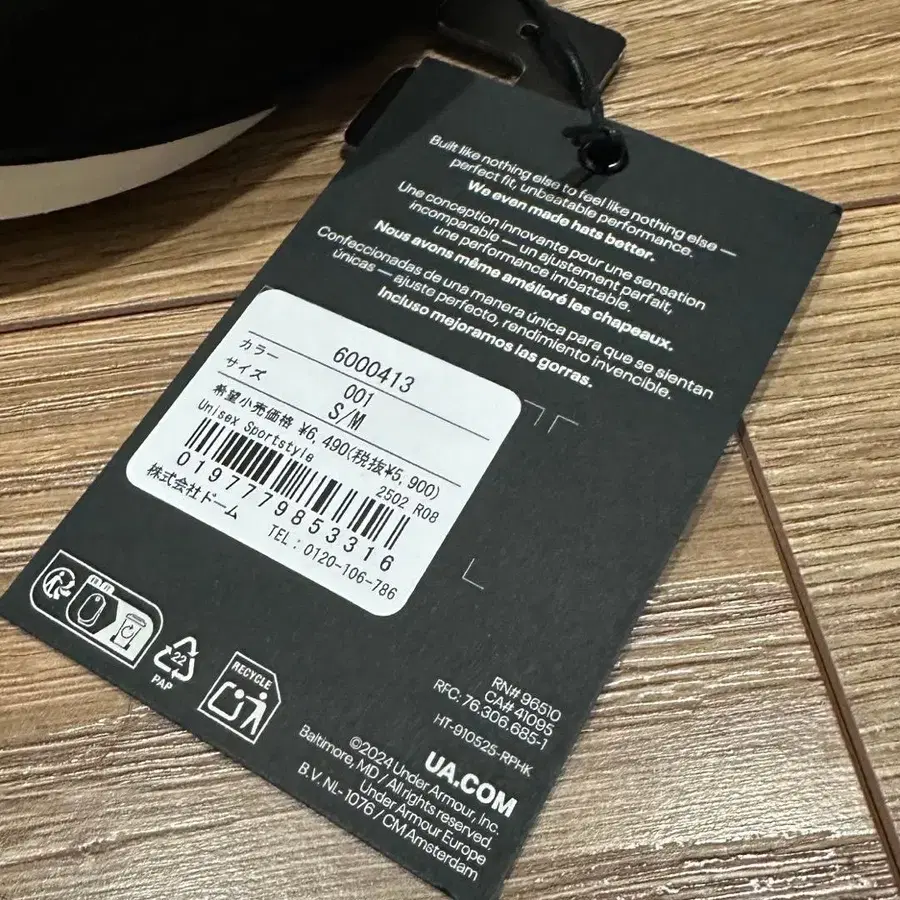 Built like nothing else to feel like nothing else —
perfect fit, unbeatable performance.
We even made hats better.
Une conception innovante pour une sensation
incomparable — un ajustement parfait,
une performance imbattable.
Nous avons même amélioré les chapeaux.
Confeccionadas de una manera única para que se sientan
únicas — ajuste perfecto, rendimiento invencible.
Incluso mejoramos las gorras.
6000413
カラー 001
サイズ S/M
希望小売価格 ¥6,490(税抜¥5,900)
Unisex Sportstyle 2502 R08
0197779853316
株式会社ドーム
TEL:0120-106-786
22
PAP
RECYCLE
RN# 96510
CA# 41095
RFC: 76.306.685-1
HT-910525-RPHK
UA.COM
©2024 Under Armour, Inc.
Baltimore, MD / All rights reserved.
Under Armour Europe
B.V. NL- 1076 / CM Amsterdam